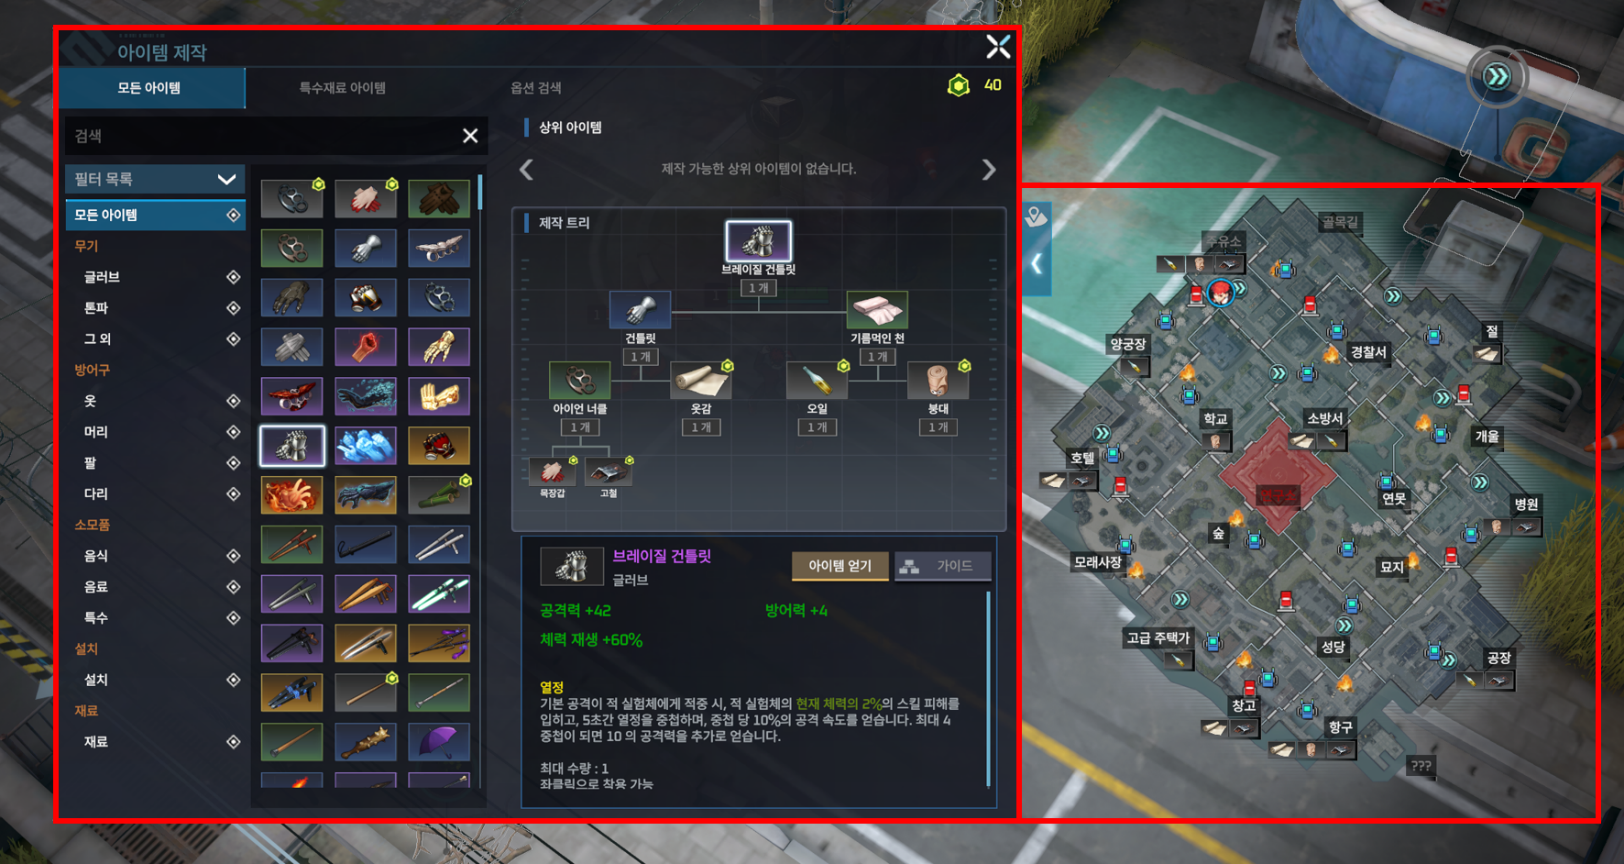 아이템 제작
모든 아이템
특수재료 아이템
옵션 검색
40
검색
필터 목록
모든 아이템
무기
글러브
톤파
그 외
방어구
옷
머리
팔
다리
소모품
음식
음료
특수
설치
설치
재료
재료
상위 아이템
제작 가능한 상위 아이템이 없습니다.
제작 트리
브레이질 건틀릿
1 개
건틀릿
1 개
기름먹인 천
1 개
아이언 너클
1 개
옷감
1 개
오일
1 개
붕대
1 개
목장갑
고철
브레이질 건틀릿
글러브
아이템 얻기
가이드
공격력 +42
방어력 +4
체력 재생 +60%
열정
기본 공격이 적 실험체에게 적중 시, 적 실험체의 현재 체력의 2%의 스킬 피해를
입히고, 5초간 열정을 중첩하며, 중첩 당 10%의 공격 속도를 얻습니다. 최대 4
중첩이 되면 10 의 공격력을 추가로 얻습니다.
최대 수량 : 1
좌클릭으로 착용 가능
골목길
주유소
절
양궁장
경찰서
학교
소방서
개울
호텔
연구소
연못
병원
숲
모래사장
묘지
고급 주택가
성당
공장
창고
항구
???